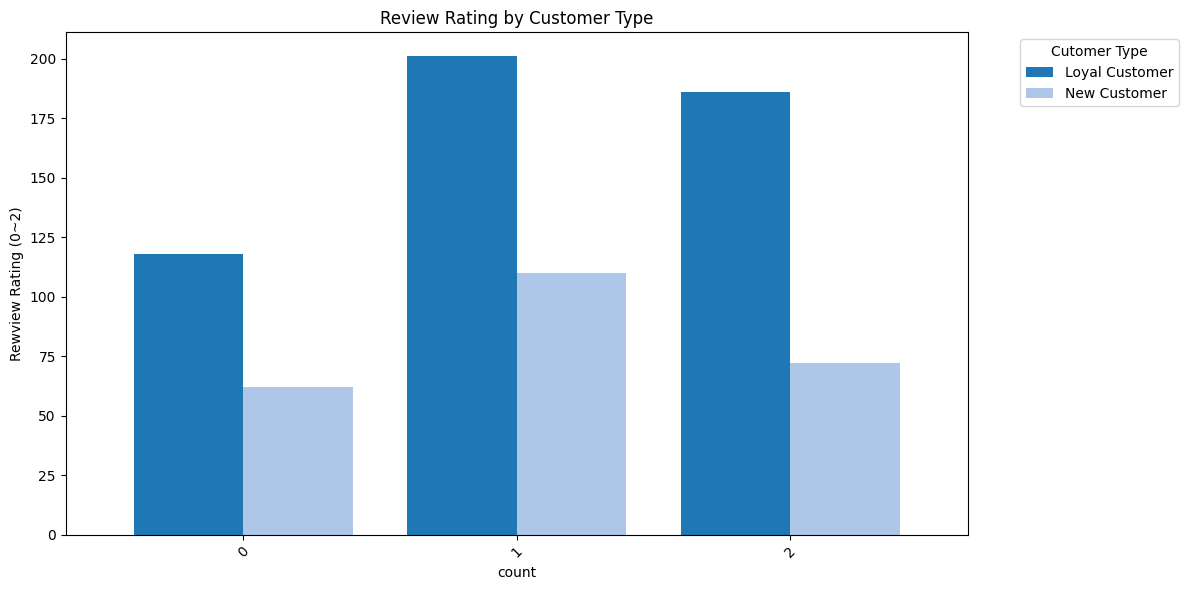 Review Rating by Customer Type
Cutomer Type
Loyal Customer
New Customer
Rewview Rating (0~2)
200
175
150
125
100
75
50
25
0
0
1
2
count